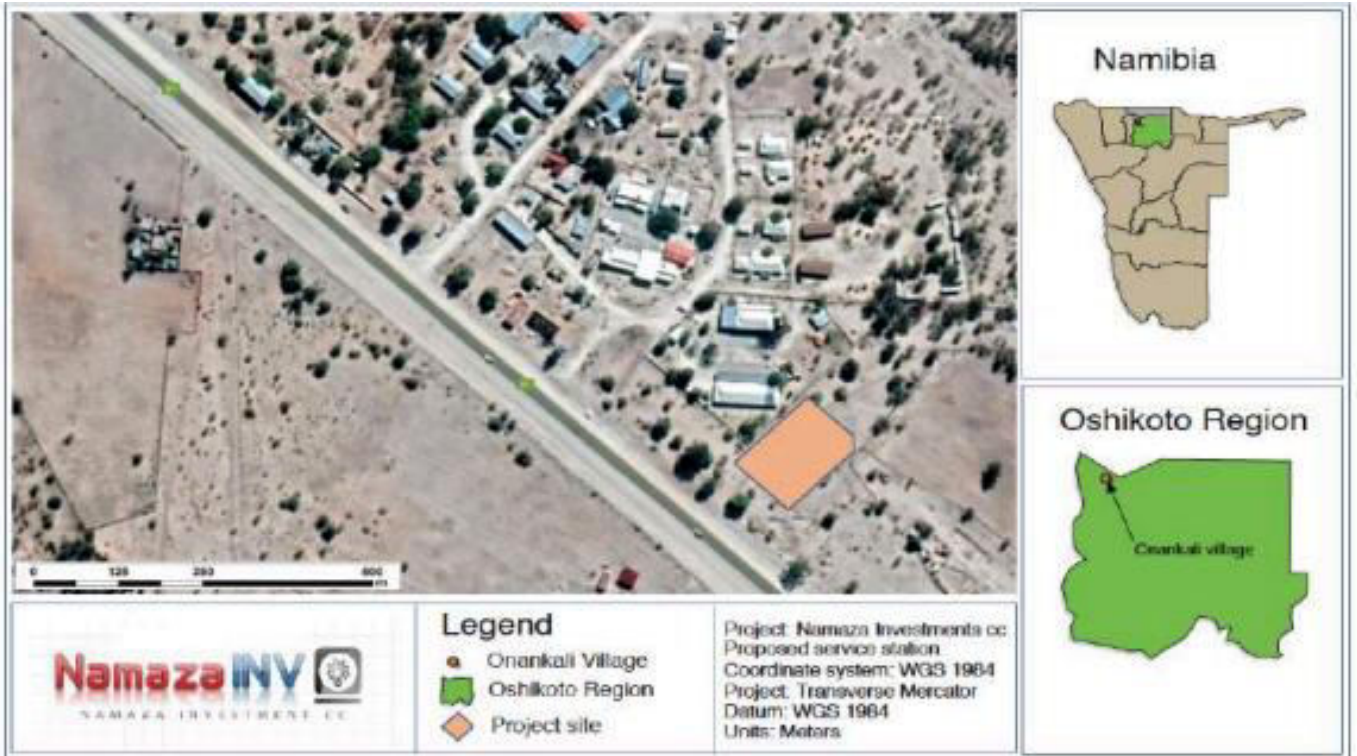 Namibia
Oshikoto Region
Onankali village
0 125 250 500
m
Namaza INV
NAMAZA INVESTMENT CC
Legend
Onankali Village
Oshikoto Region
Project site
Project: Namaza Investments cc
Proposed service station
Coordinate system: WGS 1984
Project: Transverse Mercator
Datum: WGS 1984
Units: Meters